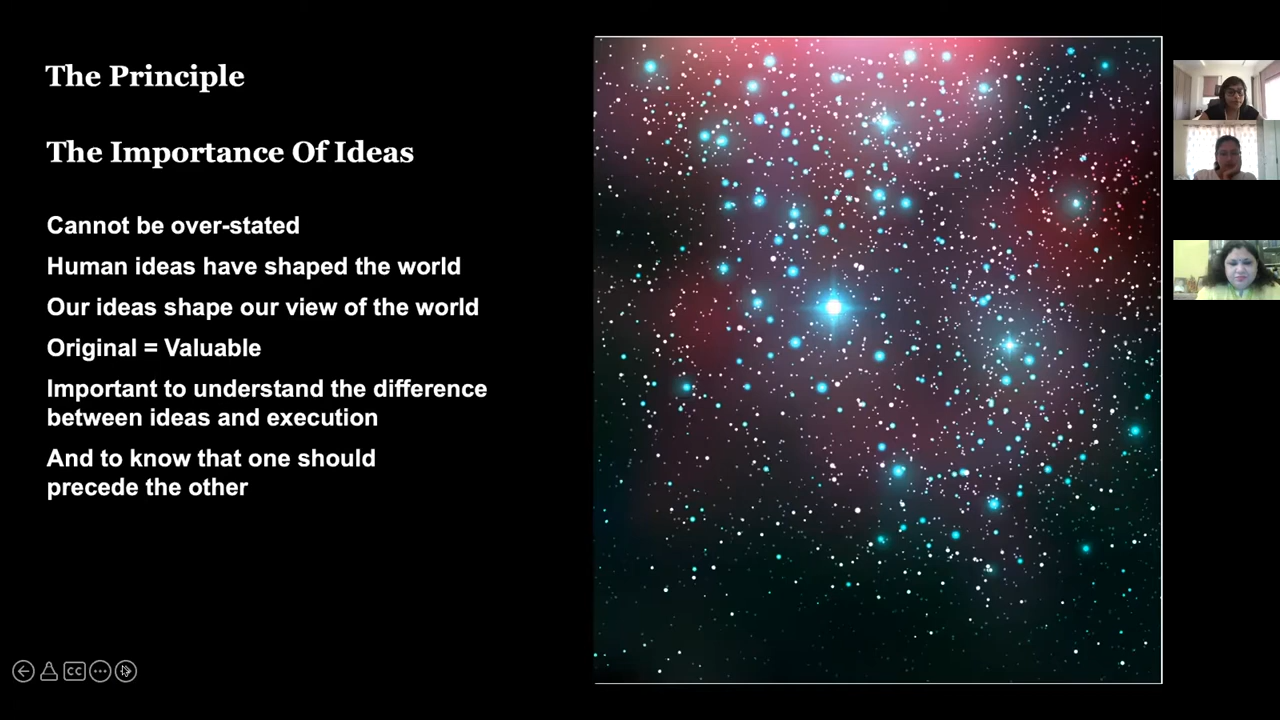 The Principle
The Importance Of Ideas
Cannot be over-stated
Human ideas have shaped the world
Our ideas shape our view of the world
Original = Valuable
Important to understand the difference
between ideas and execution
And to know that one should
precede the other
CC